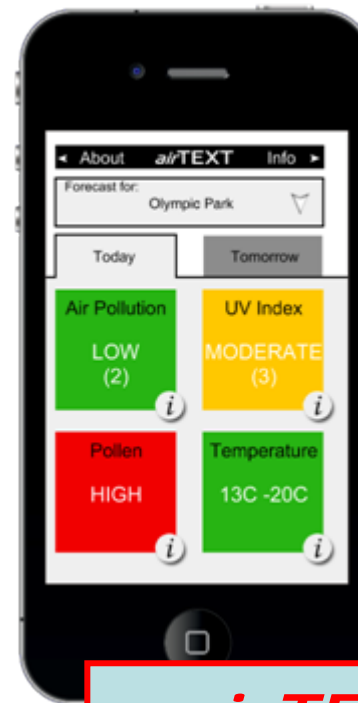 ◄ About airTEXT Info ►
Forecast for:
Olympic Park
Today Tomorrow
Air Pollution UV Index
LOW MODERATE
(2) (3)
i i
Pollen Temperature
HIGH 13C -20C
i i